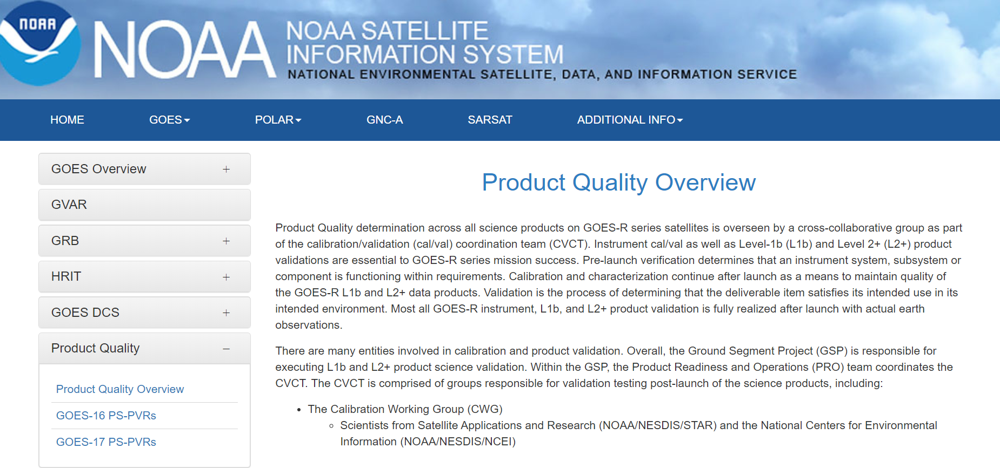 NOAA
NOAA
NOAA SATELLITE
INFORMATION SYSTEM
NATIONAL ENVIRONMENTAL SATELLITE, DATA, AND INFORMATION SERVICE
HOME GOES POLAR GNC-A SARSAT ADDITIONAL INFO
GOES Overview +
GVAR
GRB +
HRIT +
GOES DCS +
Product Quality –
Product Quality Overview
GOES-16 PS-PVRs
GOES-17 PS-PVRs
Product Quality Overview
Product Quality determination across all science products on GOES-R series satellites is overseen by a cross-collaborative group as part
of the calibration/validation (cal/val) coordination team (CVCT). Instrument cal/val as well as Level-1b (L1b) and Level 2+ (L2+) product
validations are essential to GOES-R series mission success. Pre-launch verification determines that an instrument system, subsystem or
component is functioning within requirements. Calibration and characterization continue after launch as a means to maintain quality of
the GOES-R L1b and L2+ data products. Validation is the process of determining that the deliverable item satisfies its intended use in its
intended environment. Most all GOES-R instrument, L1b, and L2+ product validation is fully realized after launch with actual earth
observations.
There are many entities involved in calibration and product validation. Overall, the Ground Segment Project (GSP) is responsible for
executing L1b and L2+ product science validation. Within the GSP, the Product Readiness and Operations (PRO) team coordinates the
CVCT. The CVCT is comprised of groups responsible for validation testing post-launch of the science products, including:
• The Calibration Working Group (CWG)
◦ Scientists from Satellite Applications and Research (NOAA/NESDIS/STAR) and the National Centers for Environmental
Information (NOAA/NESDIS/NCEI)